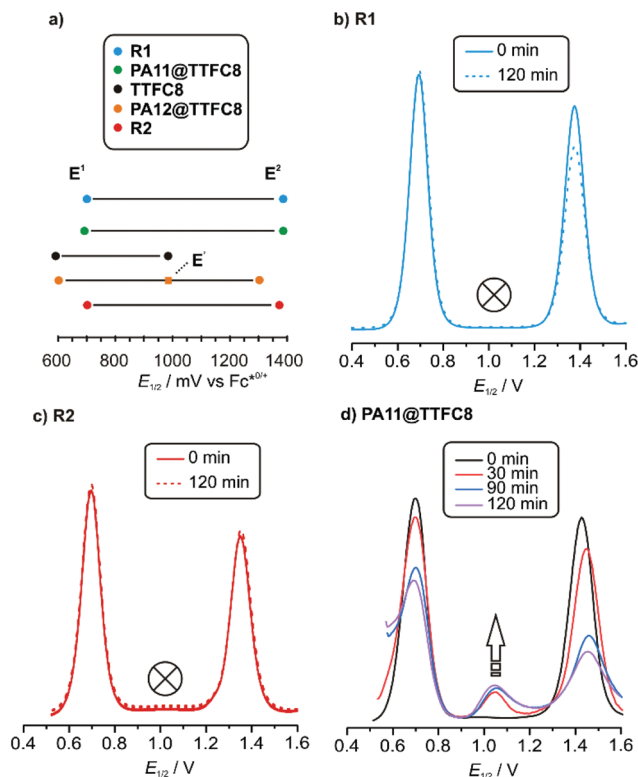 a)
R1
PA11@TTFC8
TTFC8
PA12@TTFC8
R2
E¹ E²
E'
600 800 1000 1200 1400
E1/2 / mV vs Fc*0/+
b) R1
0 min
120 min
0.4 0.6 0.8 1.0 1.2 1.4 1.6
E1/2 / V
c) R2
0 min
120 min
0.4 0.6 0.8 1.0 1.2 1.4 1.6
E1/2 / V
d) PA11@TTFC8
0 min
30 min
90 min
120 min
0.4 0.6 0.8 1.0 1.2 1.4 1.6
E1/2 / V